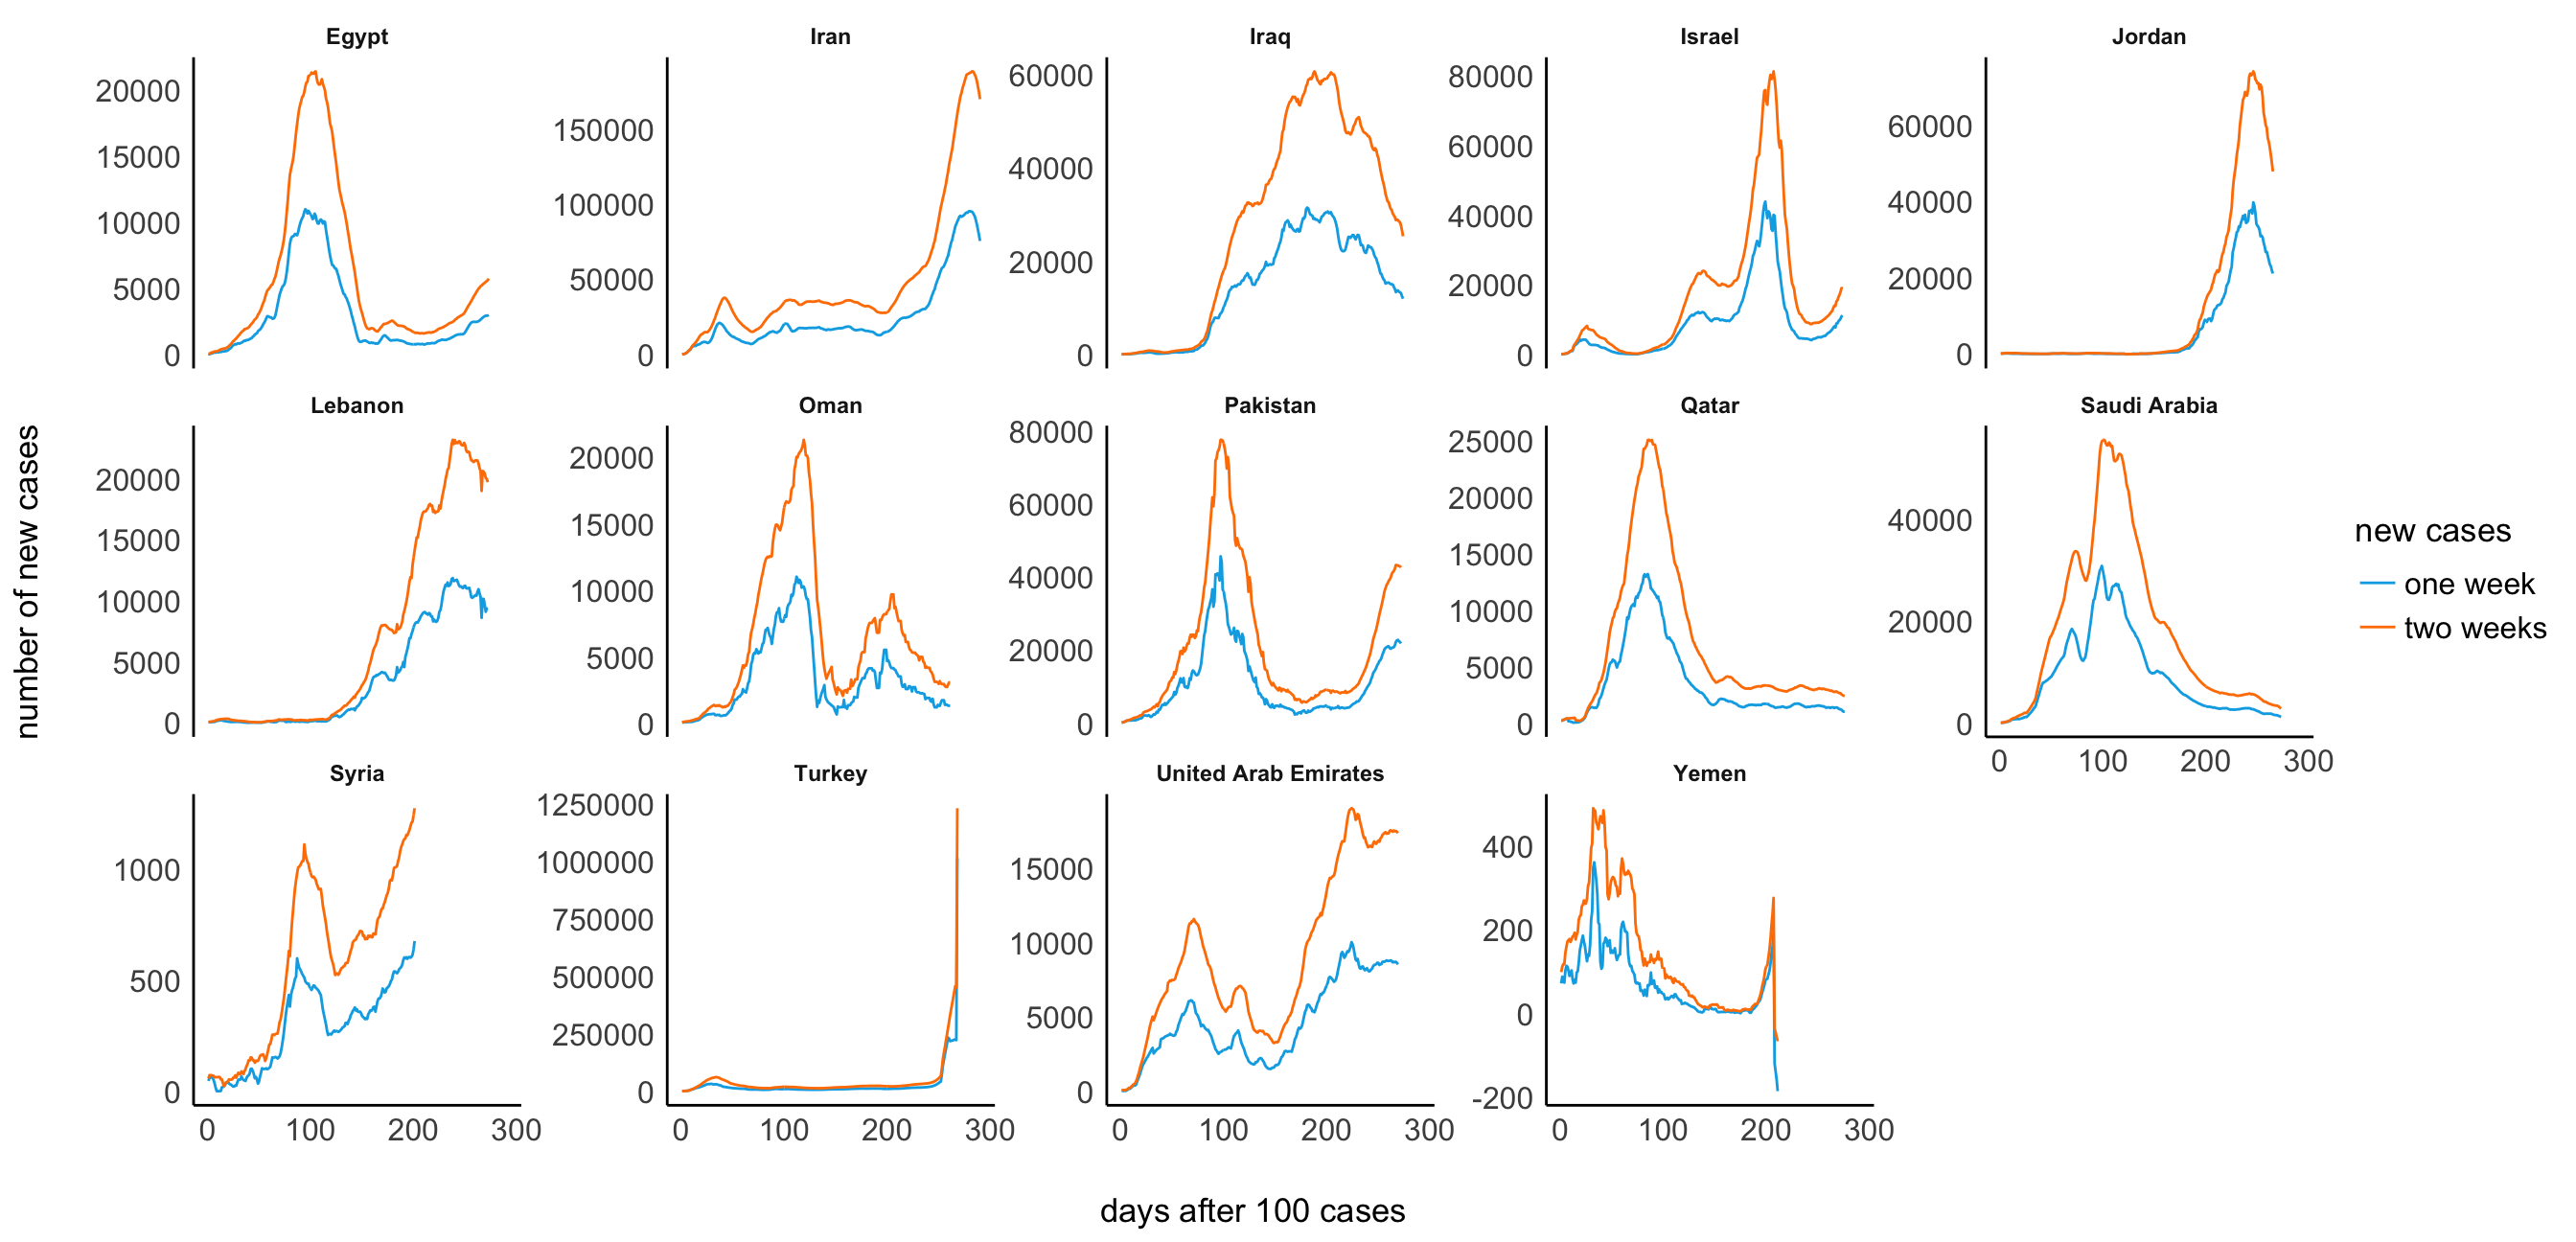 Egypt
Iran
Iraq
Israel
Jordan
20000
15000
10000
5000
0
150000
100000
50000
0
60000
40000
20000
0
80000
60000
40000
20000
0
60000
40000
20000
0
Lebanon
Oman
Pakistan
Qatar
Saudi Arabia
20000
15000
10000
5000
0
20000
15000
10000
5000
0
80000
60000
40000
20000
0
25000
20000
15000
10000
5000
0
40000
20000
0
0 100 200 300
number of new cases
new cases
one week
two weeks
Syria
Turkey
United Arab Emirates
Yemen
1000
500
0
0 100 200 300
1250000
1000000
750000
500000
250000
0
0 100 200 300
15000
10000
5000
0
0 100 200 300
400
200
0
-200
0 100 200 300
days after 100 cases